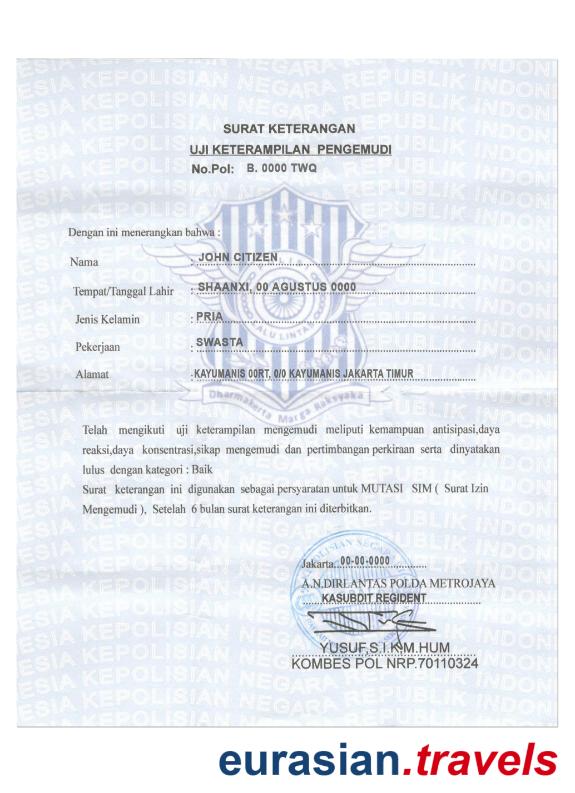 SURAT KETERANGAN
UJI KETERAMPILAN PENGEMUDI
No.Pol: B. 0000 TWQ
Dengan ini menerangkan bahwa :
Nama : JOHN CITIZEN
Tempat/Tanggal Lahir : SHAANXI, 00 AGUSTUS 0000
Jenis Kelamin : PRIA
Pekerjaan : SWASTA
Alamat : KAYUMANIS 00RT, 0/0 KAYUMANIS JAKARTA TIMUR
Dharmakerta Marga Raksyaka
Telah mengikuti uji keterampilan mengemudi meliputi kemampuan antisipasi,daya
reaksi,daya konsentrasi,sikap mengemudi dan pertimbangan perkiraan serta dinyatakan
lulus dengan kategori : Baik
Surat keterangan ini digunakan sebagai persyaratan untuk MUTASI SIM ( Surat Izin
Mengemudi ), Setelah 6 bulan surat keterangan ini diterbitkan.
Jakarta, 00-00-0000
A.N.DIRLANTAS POLDA METROJAYA
KASUBDIT REGIDENT
YUSUF,S.I.K,M.HUM
KOMBES POL NRP.70110324
eurasian.travels